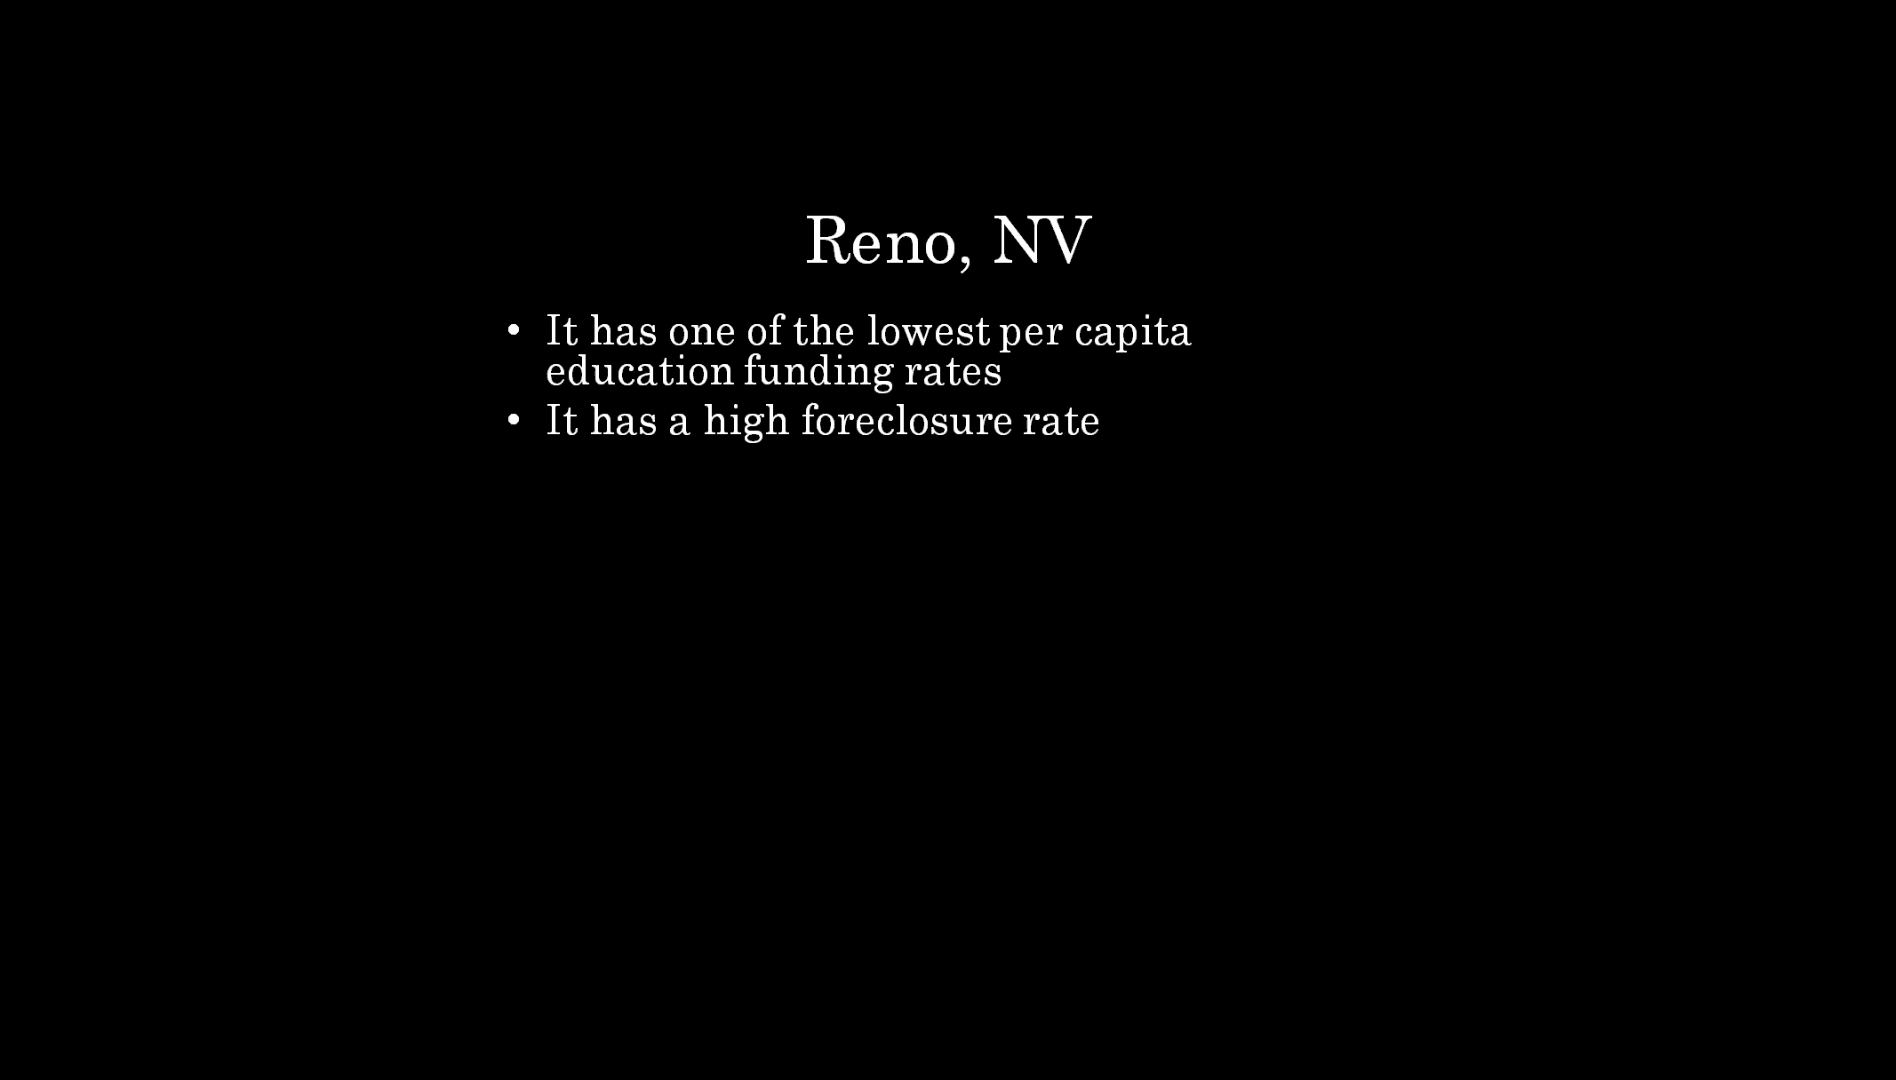 Reno, NV
• It has one of the lowest per capita
education funding rates
• It has a high foreclosure rate